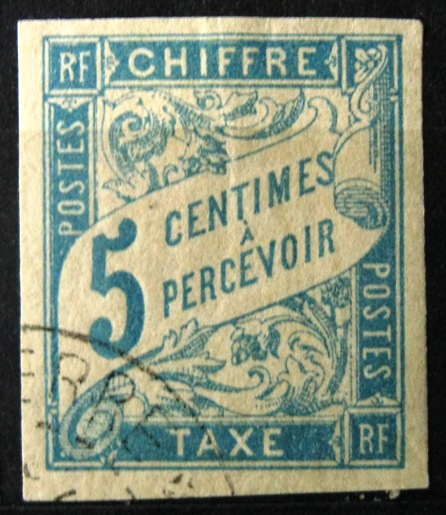 RF CHIFFRE
POSTES
5 CENTIMES
À
PERCEVOIR
POSTES
TAXE RF